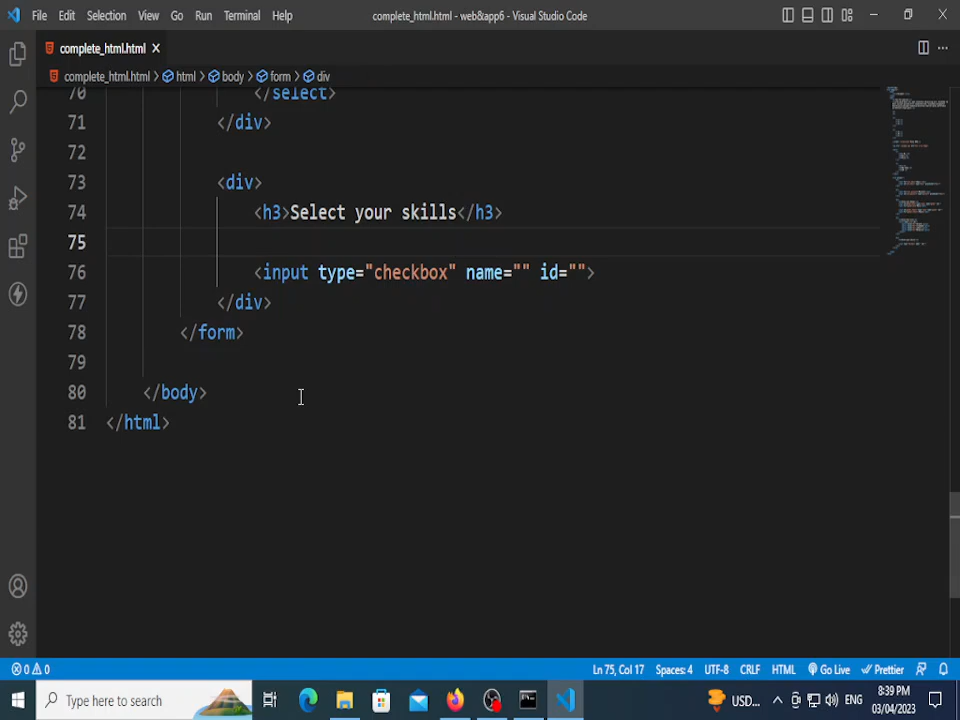 File Edit Selection View Go Run Terminal Help complete_html.html - web&app6 - Visual Studio Code
complete_html.html
complete_html.html > html > body > form > div
70 </select>
71 </div>
72
73 <div>
74 <h3>Select your skills</h3>
75
76 <input type="checkbox" name="" id="">
77 </div>
78 </form>
79
80 </body>
81 </html>
0 0 Ln 75, Col 17 Spaces: 4 UTF-8 CRLF HTML Go Live Prettier
Type here to search USD... ENG 8:39 PM
03/04/2023